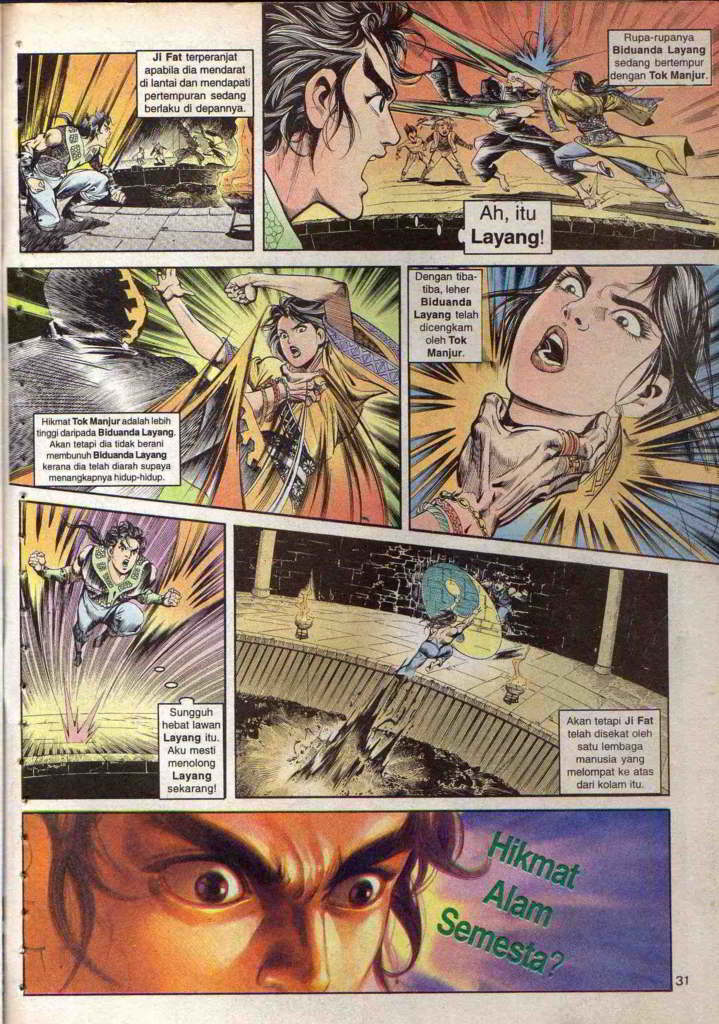 Ji Fat terperanjat
apabila dia mendarat
di lantai dan mendapati
pertempuran sedang
berlaku di depannya.
Rupa-rupanya
Biduanda Layang
sedang bertempur
dengan Tok Manjur.
Ah, itu
Layang!
Hikmat Tok Manjur adalah lebih
tinggi daripada Biduanda Layang.
Akan tetapi dia tidak berani
membunuh Biduanda Layang
kerana dia telah diarah supaya
menangkapnya hidup-hidup.
Dengan tiba-
tiba, leher
Biduanda
Layang telah
dicengkam
oleh Tok
Manjur.
Sungguh
hebat lawan
Layang itu.
Aku mesti
menolong
Layang
sekarang!
Akan tetapi Ji Fat
telah disekat oleh
satu lembaga
manusia yang
melompat ke atas
dari kolam itu.
Hikmat
Alam
Semesta?
31